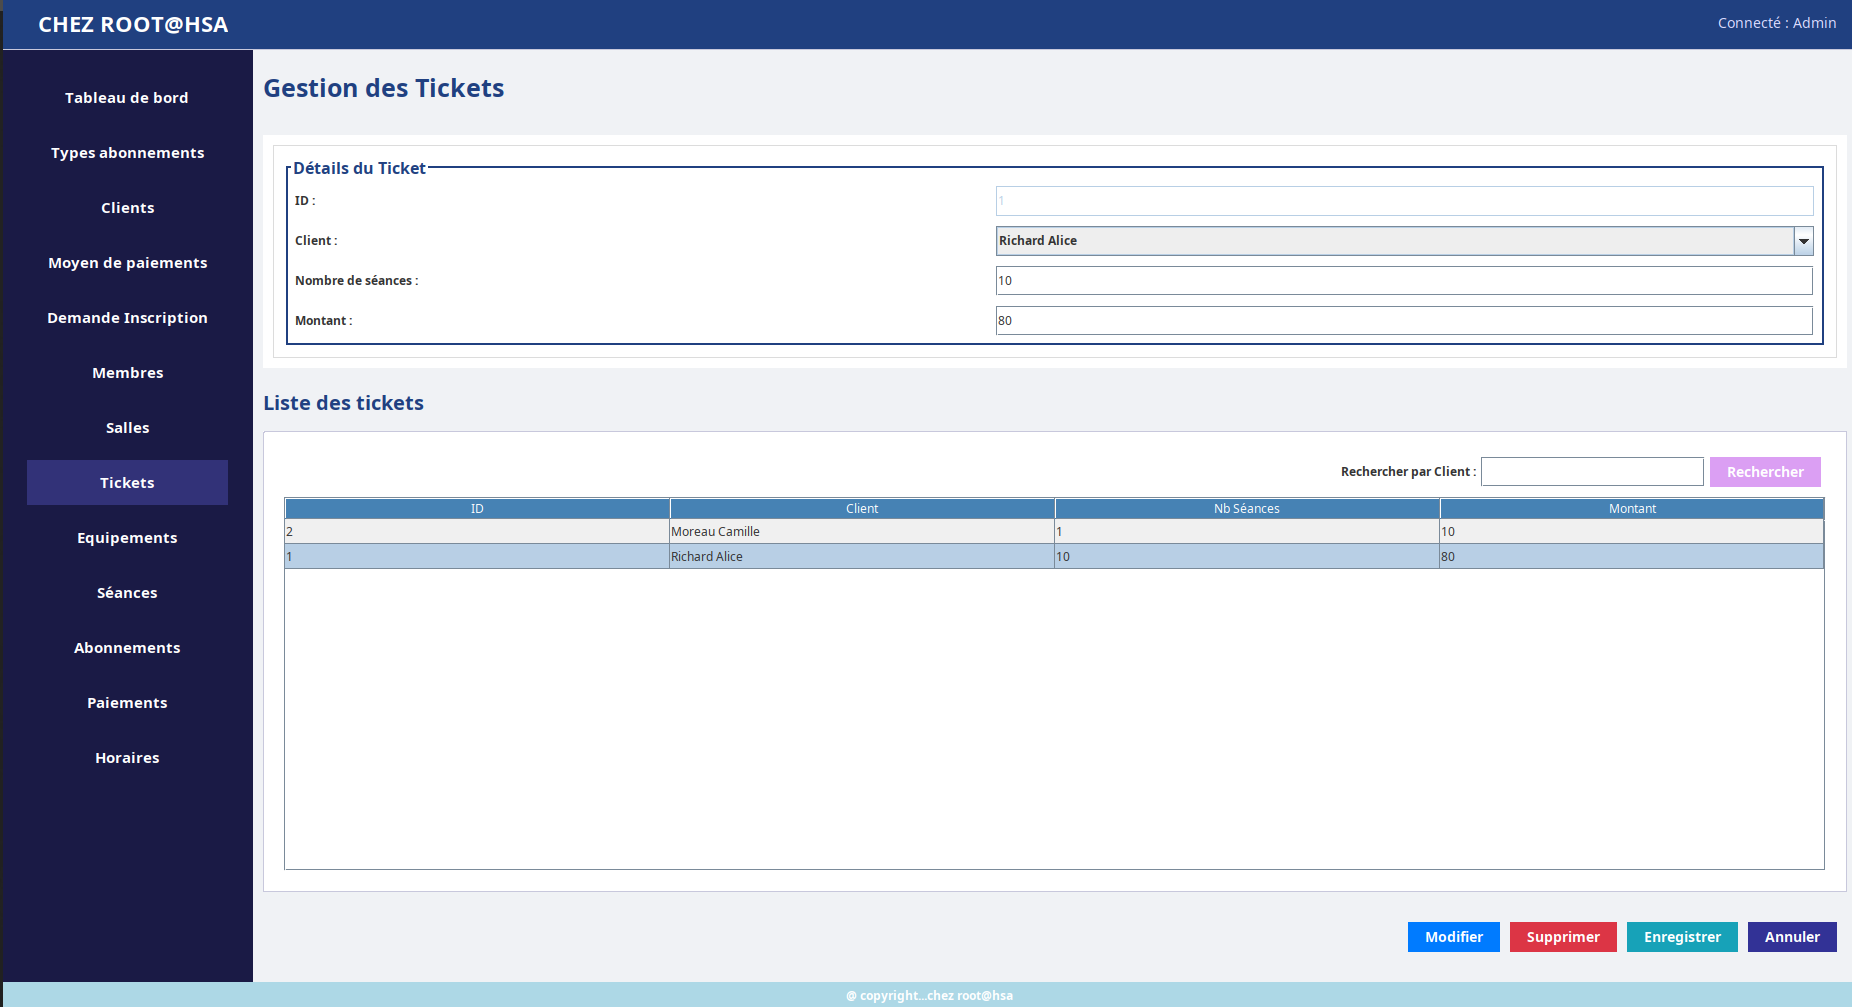 CHEZ ROOT@HSA
Connecté : Admin
Tableau de bord
Types abonnements
Clients
Moyen de paiements
Demande Inscription
Membres
Salles
Tickets
Equipements
Séances
Abonnements
Paiements
Horaires
Gestion des Tickets
Détails du Ticket
ID : 1
Client : Richard Alice
Nombre de séances : 10
Montant : 80
Liste des tickets
Rechercher par Client : Rechercher
ID Client Nb Séances Montant
2 Moreau Camille 1 10
1 Richard Alice 10 80
Modifier Supprimer Enregistrer Annuler
@ copyright...chez root@hsa